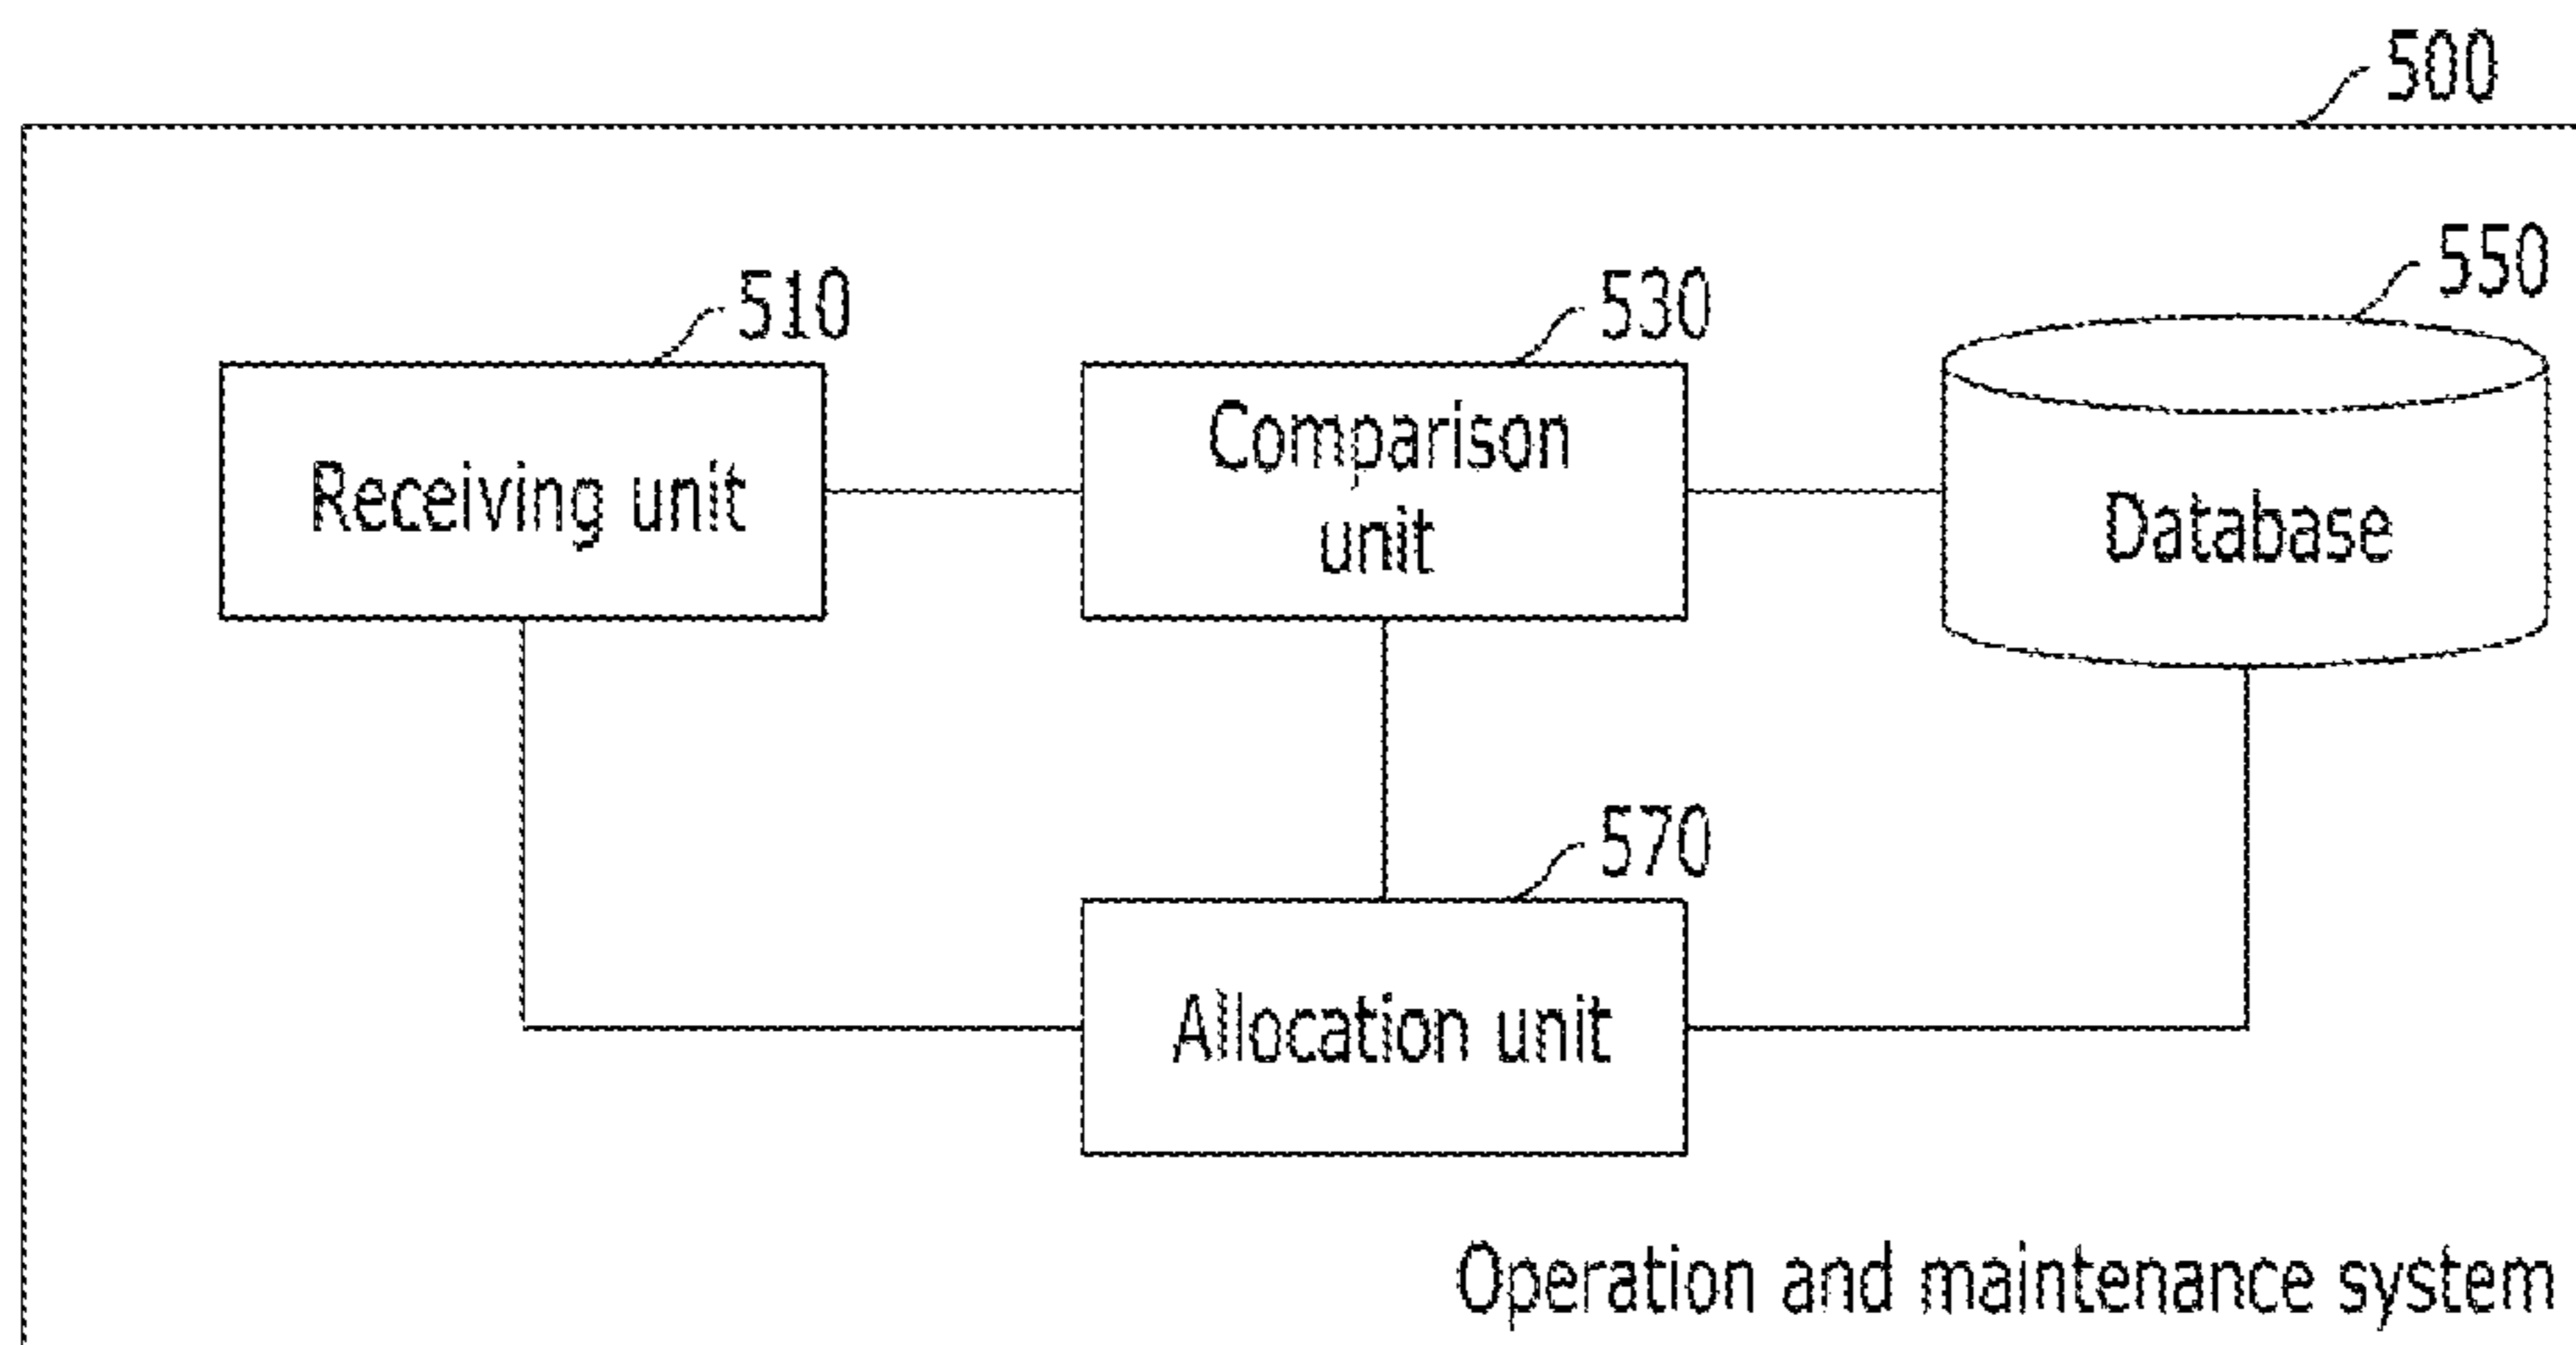 500
510
530
550
Receiving unit
Comparison
unit
Database
570
Allocation unit
Operation and maintenance system